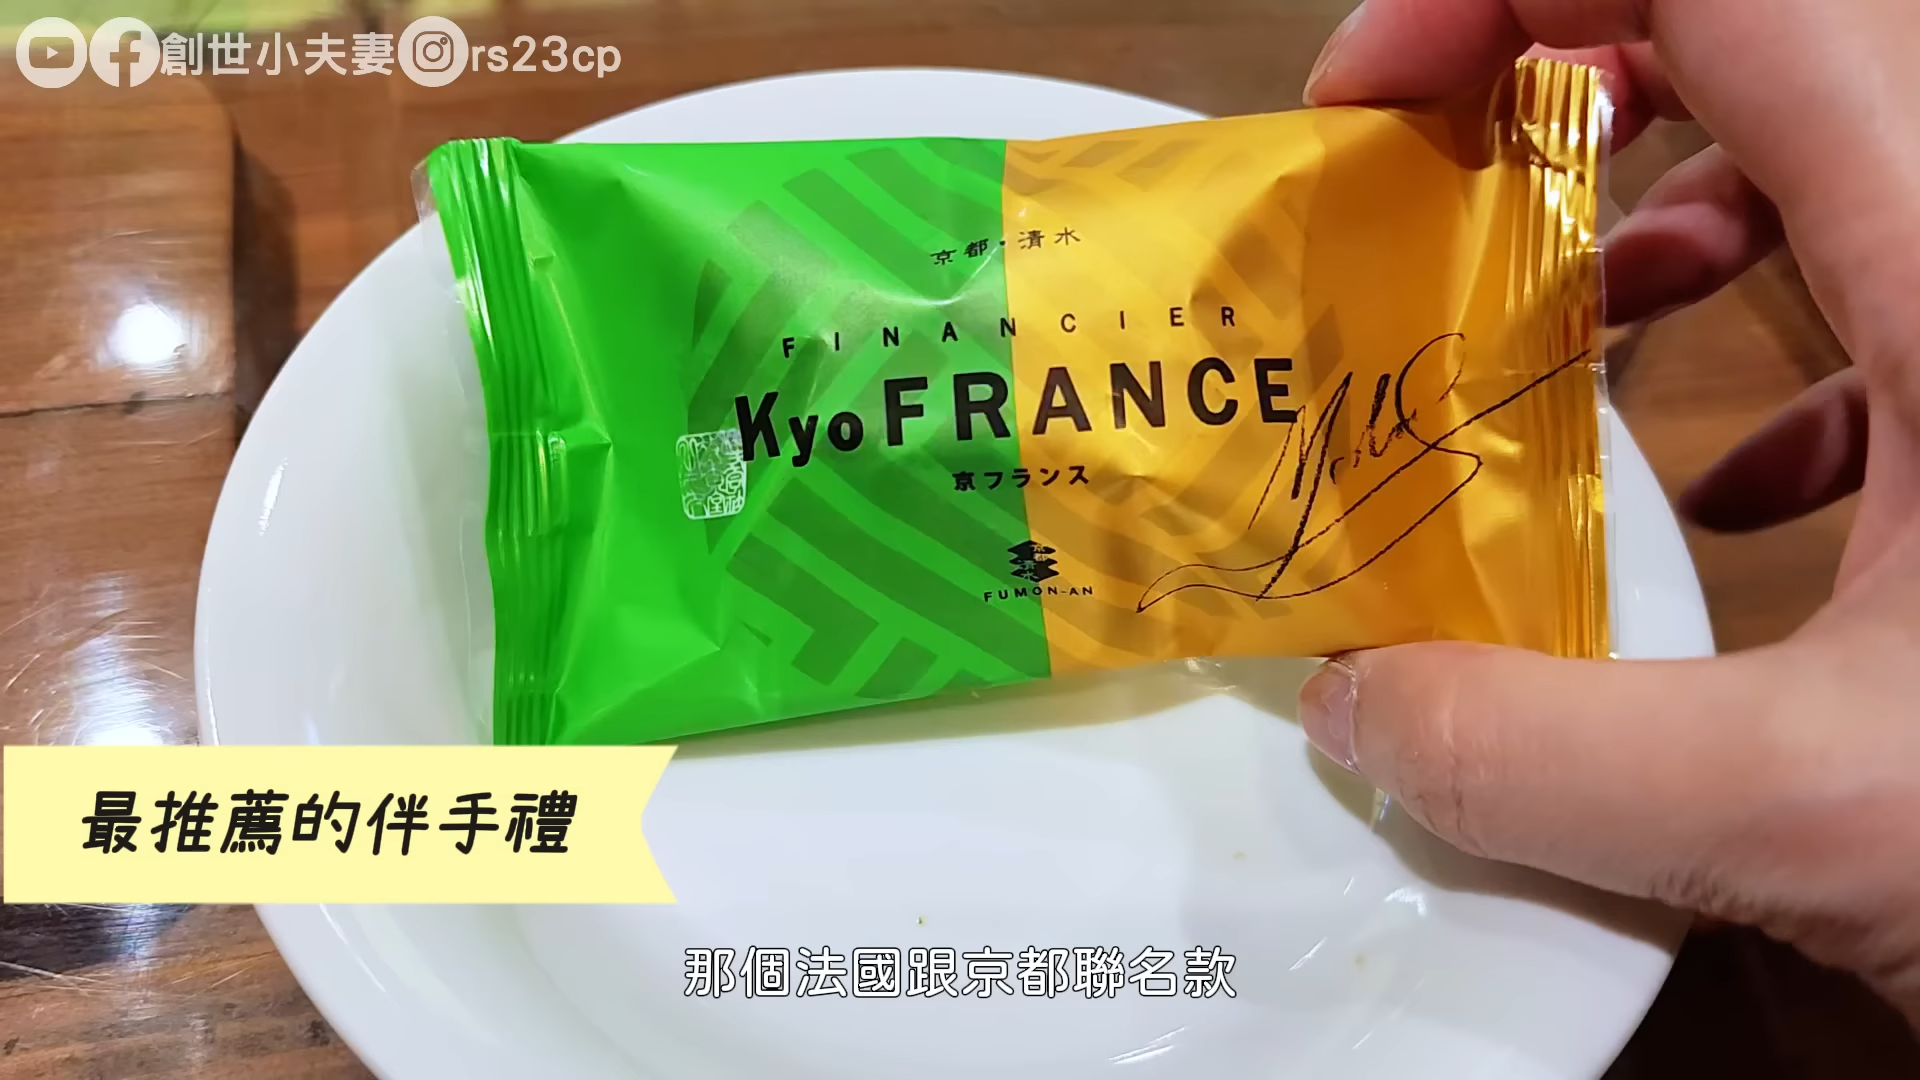 創世小夫妻 rs23cp
京都・清水
FINANCIER
KyoFRANCE
京フランス
FUMON-AN
最推薦的伴手禮
那個法國跟京都聯名款